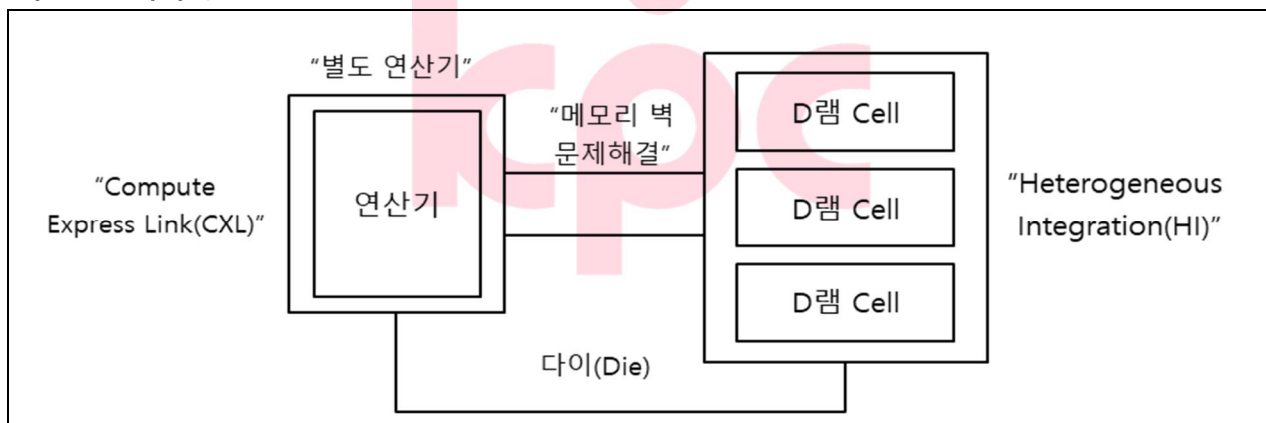 kpc
“별도 연산기”
“메모리 벽
문제해결”
“Compute
Express Link(CXL)”
연산기
D램 Cell
D램 Cell
D램 Cell
“Heterogeneous
Integration(HI)”
다이(Die)